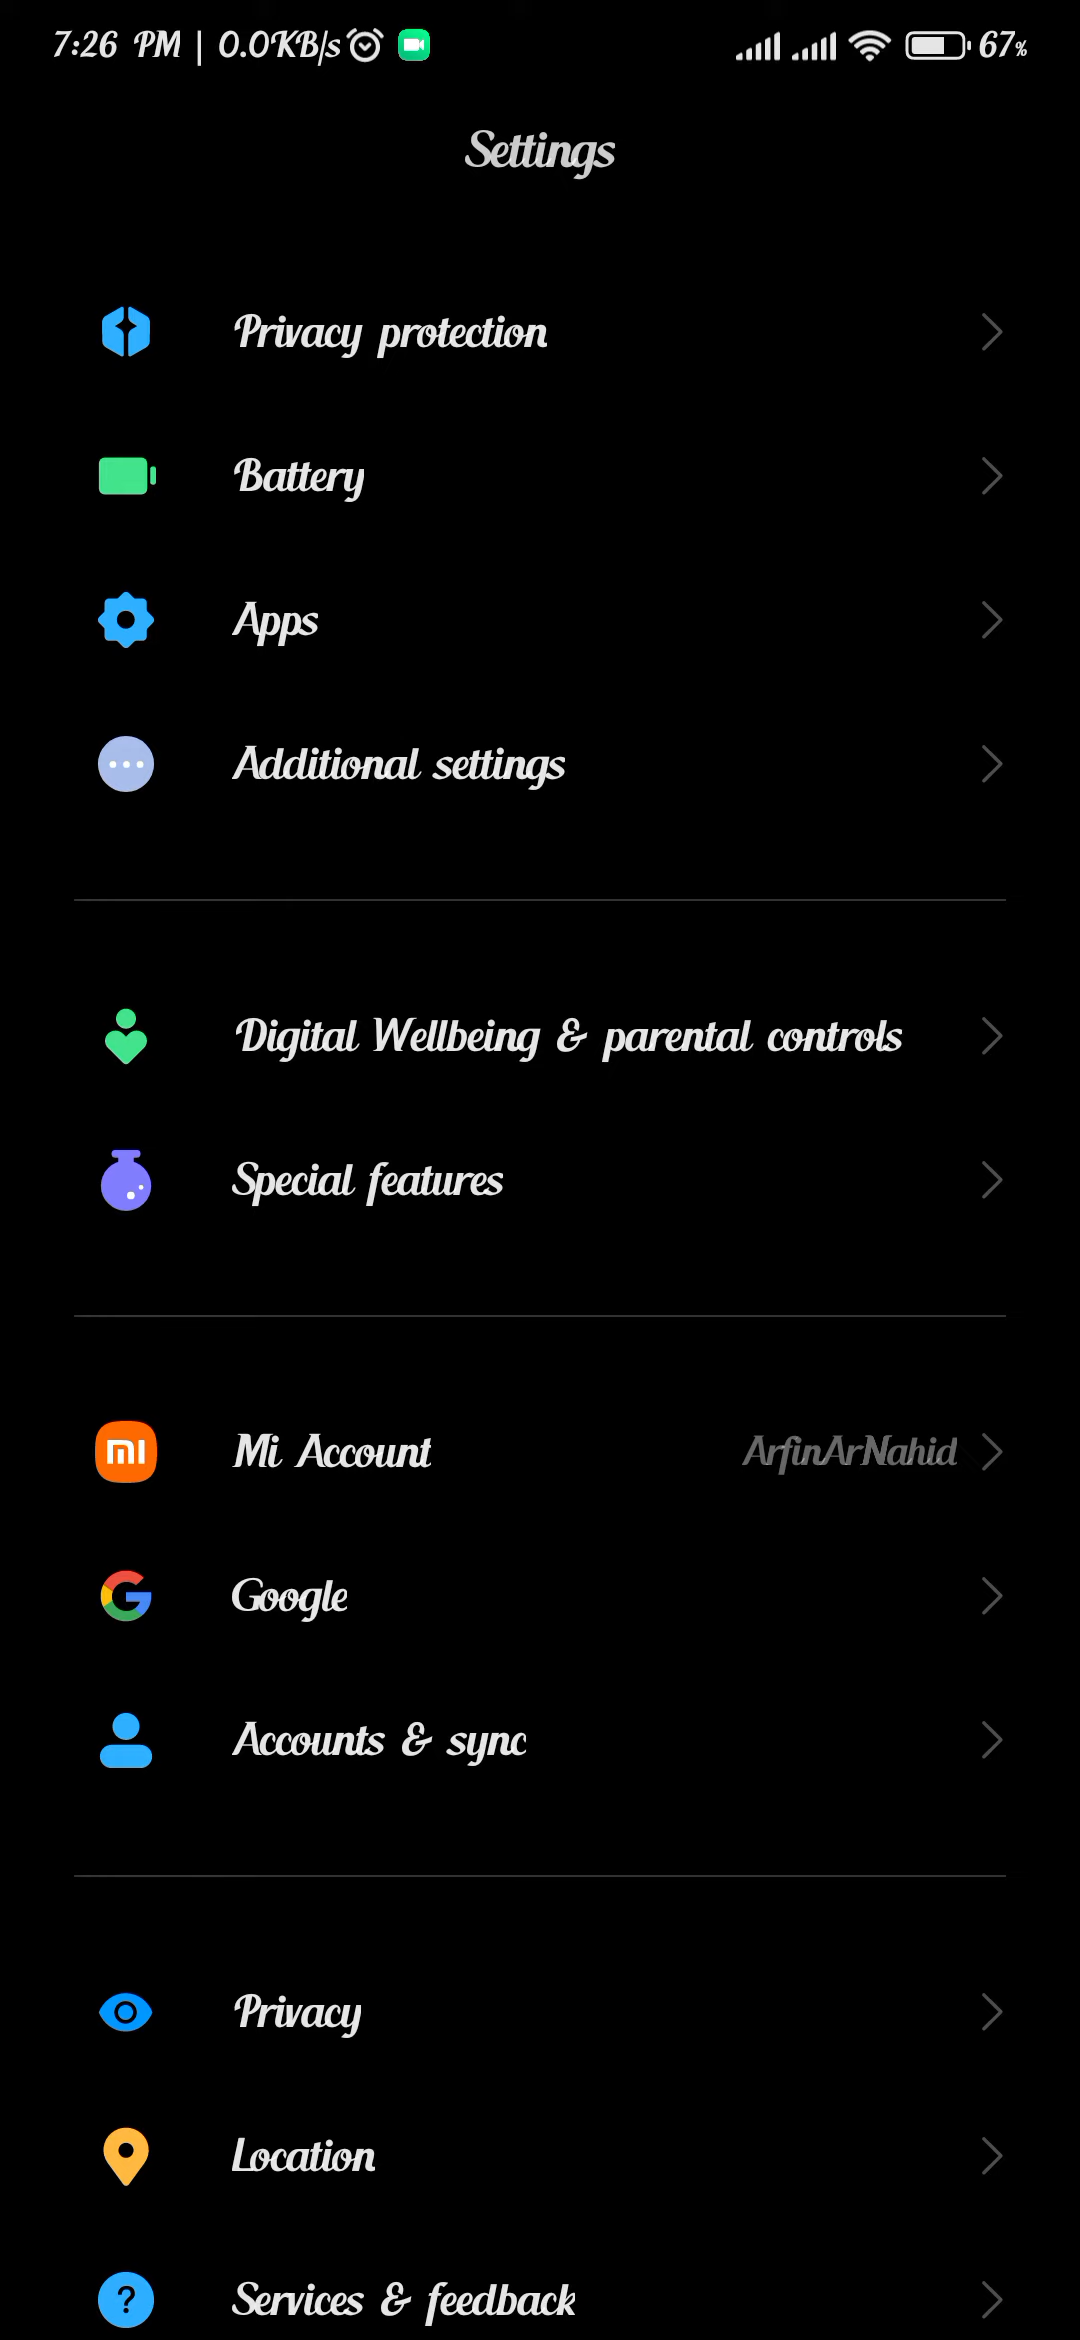 7:26 PM | 0.0KB/s 67%
Settings
Privacy protection
Battery
Apps
Additional settings
Digital Wellbeing & parental controls
Special features
Mi Account ArfinArNahid
Google
Accounts & sync
Privacy
Location
Services & feedback